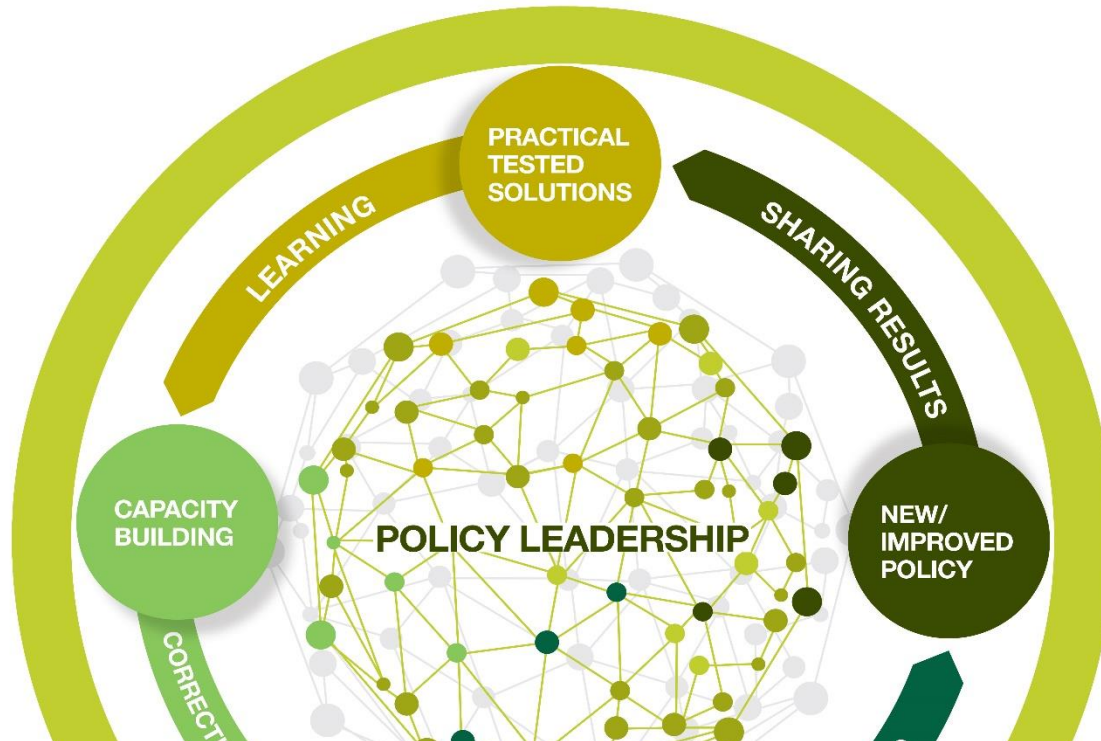 PRACTICAL
TESTED
SOLUTIONS
LEARNING
SHARING RESULTS
CAPACITY
BUILDING
POLICY LEADERSHIP
NEW/
IMPROVED
POLICY